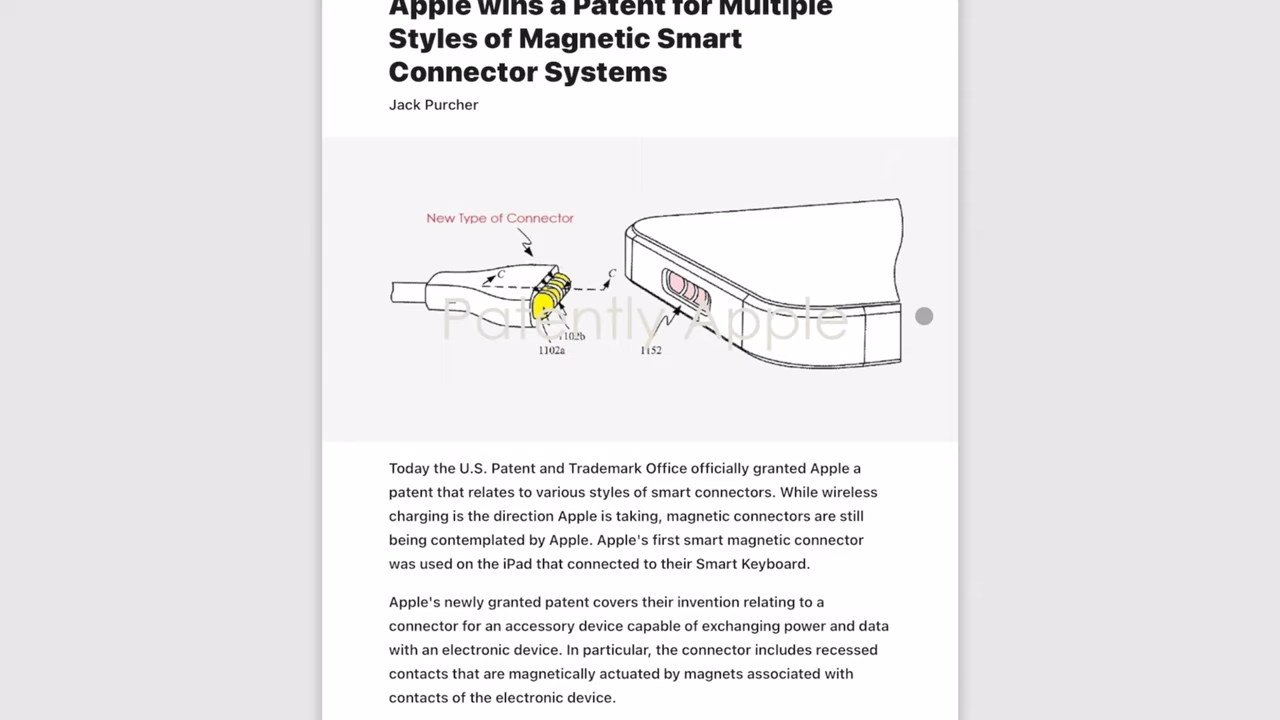 Apple wins a Patent for Multiple
Styles of Magnetic Smart
Connector Systems
Jack Purcher
New Type of Connector
C
C
Patently Apple
1102b
1102a
1152
Today the U.S. Patent and Trademark Office officially granted Apple a
patent that relates to various styles of smart connectors. While wireless
charging is the direction Apple is taking, magnetic connectors are still
being contemplated by Apple. Apple's first smart magnetic connector
was used on the iPad that connected to their Smart Keyboard.
Apple's newly granted patent covers their invention relating to a
connector for an accessory device capable of exchanging power and data
with an electronic device. In particular, the connector includes recessed
contacts that are magnetically actuated by magnets associated with
contacts of the electronic device.